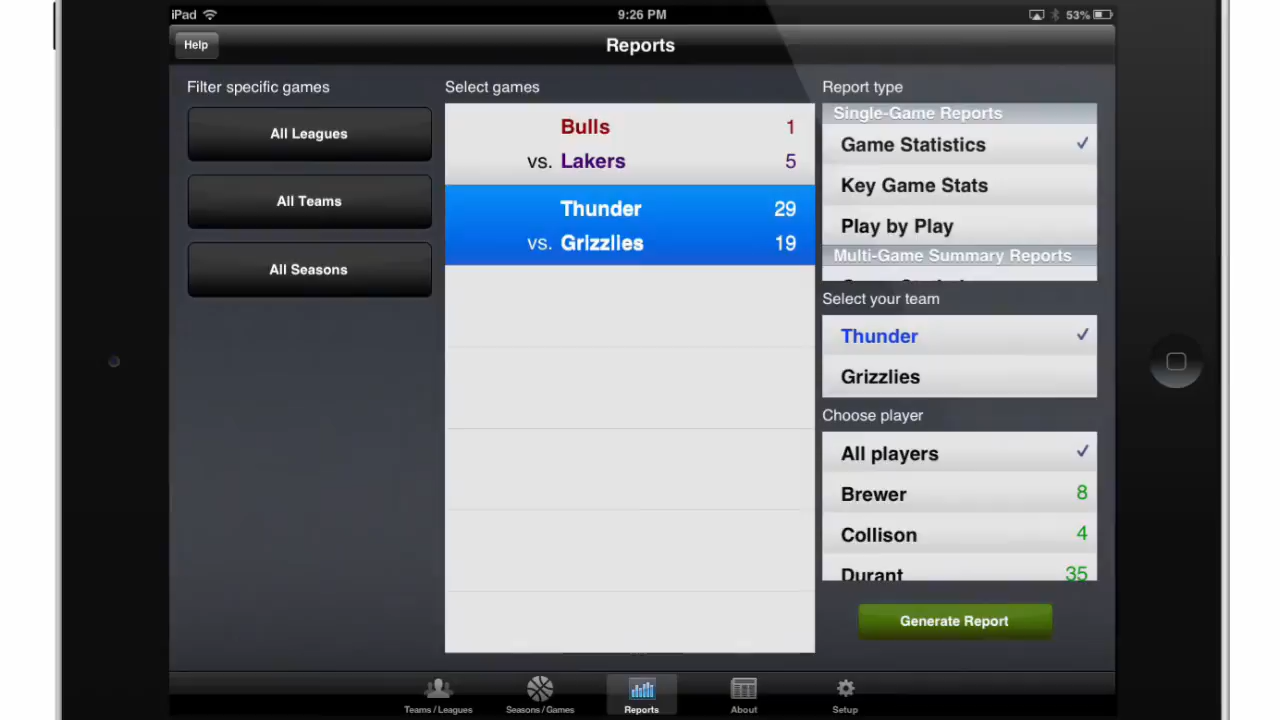 iPad
9:26 PM
53%
Help
Reports
Filter specific games
All Leagues
All Teams
All Seasons
Select games
Bulls 1
vs. Lakers 5
Thunder 29
vs. Grizzlies 19
Report type
Single-Game Reports
Game Statistics ✓
Key Game Stats
Play by Play
Multi-Game Summary Reports
Select your team
Thunder ✓
Grizzlies
Choose player
All players ✓
Brewer 8
Collison 4
Durant 35
Generate Report
Teams / Leagues
Seasons / Games
Reports
About
Setup